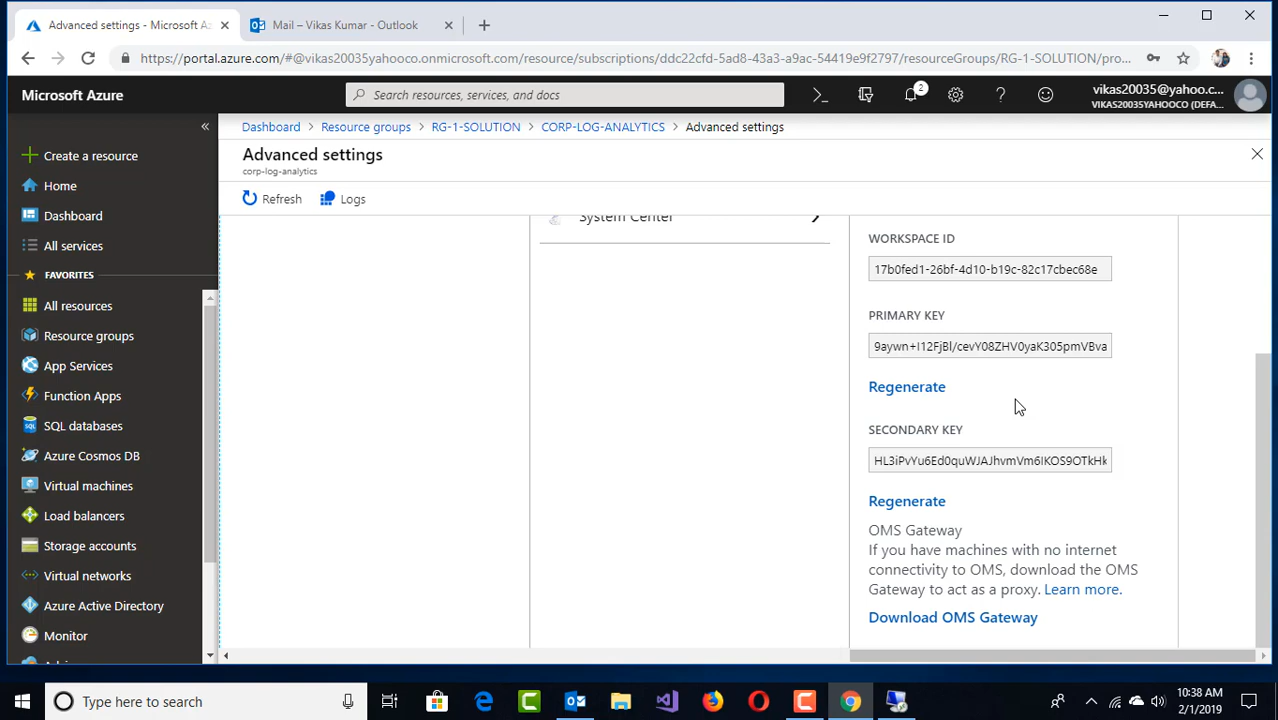 Advanced settings - Microsoft Az
Mail – Vikas Kumar - Outlook
https://portal.azure.com/#@vikas20035yahooco.onmicrosoft.com/resource/subscriptions/ddc22cfd-5ad8-43a3-a9ac-54419e9f2797/resourceGroups/RG-1-SOLUTION/pro...
Microsoft Azure
Search resources, services, and docs
2
vikas20035@yahoo.c...
VIKAS20035YAHOOCO (DEFA...
Dashboard
Resource groups
RG-1-SOLUTION
CORP-LOG-ANALYTICS
Advanced settings
Create a resource
Home
Dashboard
All services
FAVORITES
All resources
Resource groups
App Services
Function Apps
SQL databases
Azure Cosmos DB
Virtual machines
Load balancers
Storage accounts
Virtual networks
Azure Active Directory
Monitor
Advanced settings
corp-log-analytics
Refresh
Logs
System Center
WORKSPACE ID
17b0fed1-26bf-4d10-b19c-82c17cbec68e
PRIMARY KEY
9aywn+I12FjBl/cevY08ZHV0yaK305pmVBva
Regenerate
SECONDARY KEY
HL3iPvYu6Ed0quWJAJhvmVm6IKOS9OTkHk
Regenerate
OMS Gateway
If you have machines with no internet
connectivity to OMS, download the OMS
Gateway to act as a proxy. Learn more.
Download OMS Gateway
Type here to search
10:38 AM
2/1/2019